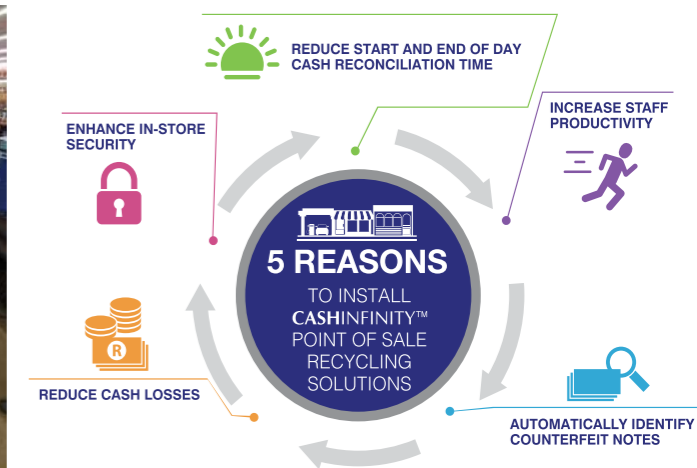 REDUCE START AND END OF DAY
CASH RECONCILIATION TIME
INCREASE STAFF
PRODUCTIVITY
ENHANCE IN-STORE
SECURITY
5 REASONS
TO INSTALL
CASHINFINITY™
POINT OF SALE
RECYCLING
SOLUTIONS
R
REDUCE CASH LOSSES
AUTOMATICALLY IDENTIFY
COUNTERFEIT NOTES